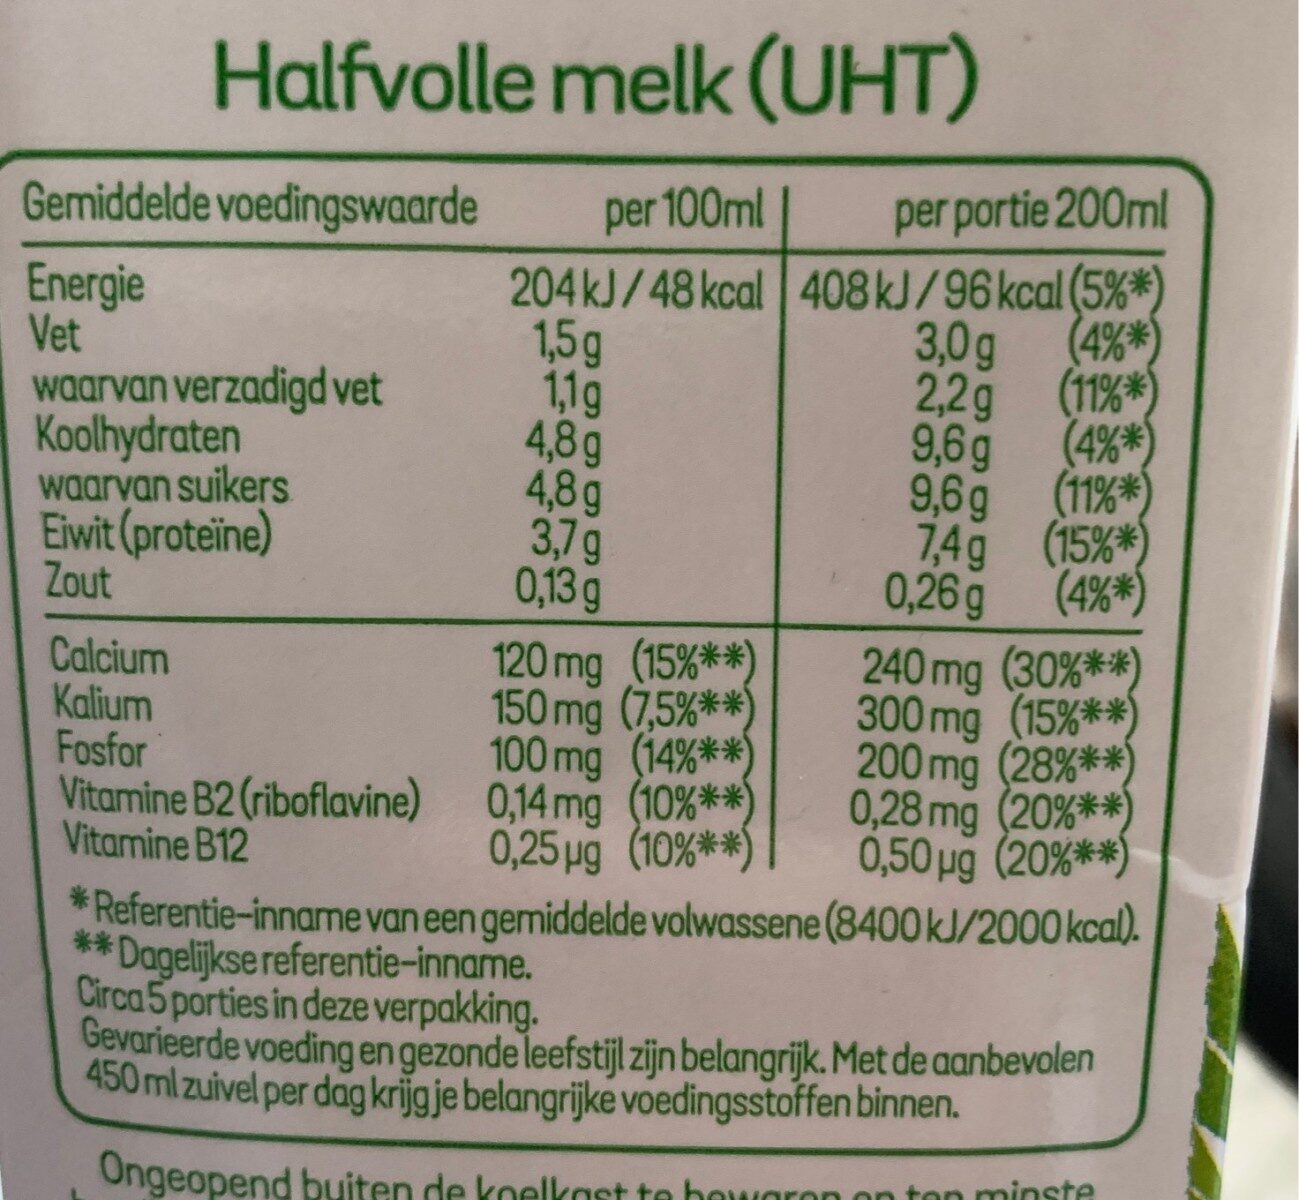 Halfvolle melk (UHT)
Gemiddelde voedingswaarde per 100ml per portie 200ml
Energie 204 kJ / 48 kcal 408 kJ / 96 kcal (5%*)
Vet 1,5 g 3,0 g (4%*)
waarvan verzadigd vet 1,1 g 2,2 g (11%*)
Koolhydraten 4,8 g 9,6 g (4%*)
waarvan suikers 4,8 g 9,6 g (11%*)
Eiwit (proteïne) 3,7 g 7,4 g (15%*)
Zout 0,13 g 0,26 g (4%*)
Calcium 120 mg (15%**) 240 mg (30%**)
Kalium 150 mg (7,5%**) 300 mg (15%**)
Fosfor 100 mg (14%**) 200 mg (28%**)
Vitamine B2 (riboflavine) 0,14 mg (10%**) 0,28 mg (20%**)
Vitamine B12 0,25 µg (10%**) 0,50 µg (20%**)
* Referentie-inname van een gemiddelde volwassene (8400 kJ/2000 kcal).
** Dagelijkse referentie-inname.
Circa 5 porties in deze verpakking.
Gevarieerde voeding en gezonde leefstijl zijn belangrijk. Met de aanbevolen
450 ml zuivel per dag krijg je belangrijke voedingsstoffen binnen.
Ongeopend buiten de koelkast te bewaren en ten minste